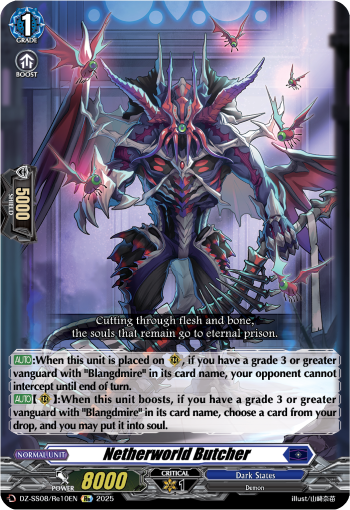 1
GRADE
BOOST
5000
SHIELD
Cutting through flesh and bone,
the souls that remain go to eternal prison.
AUTO:When this unit is placed on , if you have a grade 3 or greater
vanguard with "Blangdmire" in its card name, your opponent cannot
intercept until end of turn.
AUTO【 】:When this unit boosts, if you have a grade 3 or greater
vanguard with "Blangdmire" in its card name, choose a card from your
drop, and you may put it into soul.
NORMAL UNIT
Netherworld Butcher
POWER 8000
CRITICAL
1
Dark States
Demon
DZ-SS08/Re10EN 2025
illust/山崎奈苗